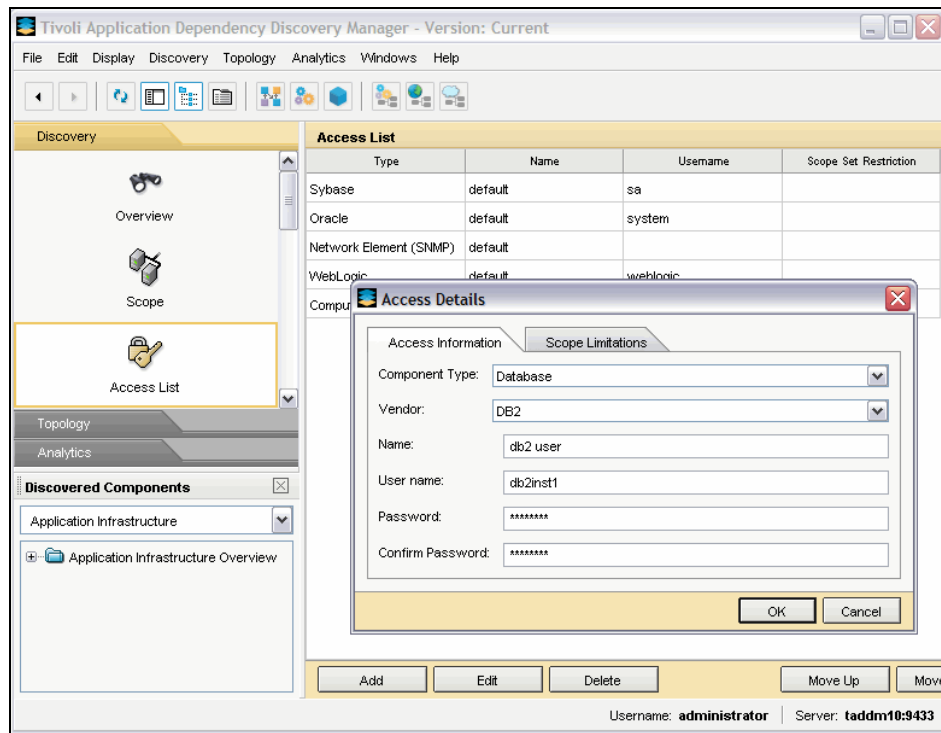 Tivoli Application Dependency Discovery Manager - Version: Current
File Edit Display Discovery Topology Analytics Windows Help
Discovery
Overview
Scope
Access List
Topology
Analytics
Discovered Components
Application Infrastructure
Application Infrastructure Overview
Access List
Type Name Username Scope Set Restriction
Sybase default sa
Oracle default system
Network Element (SNMP) default
WebLogic default weblogic
Compu
Access Details
Access Information Scope Limitations
Component Type: Database
Vendor: DB2
Name: db2 user
User name: db2inst1
Password: ********
Confirm Password: ********
OK Cancel
Add Edit Delete Move Up Move
Username: administrator Server: taddm10:9433